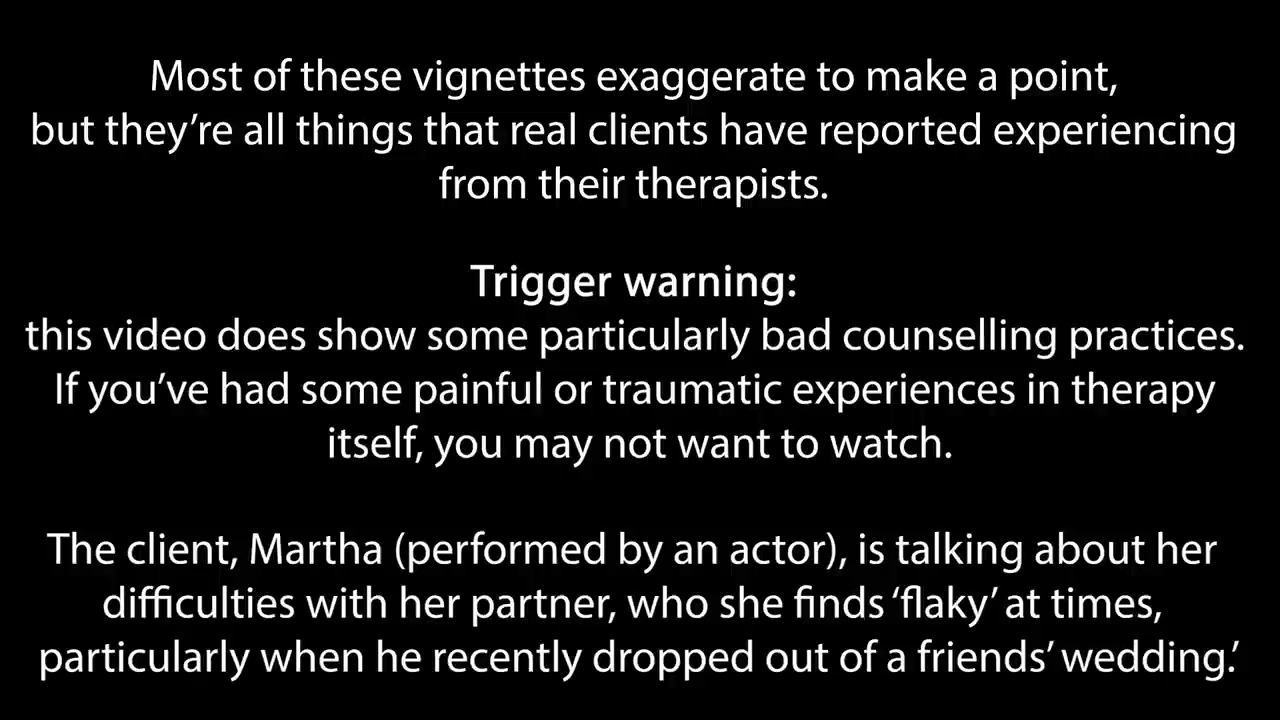 Most of these vignettes exaggerate to make a point,
but they’re all things that real clients have reported experiencing
from their therapists.
Trigger warning:
this video does show some particularly bad counselling practices.
If you’ve had some painful or traumatic experiences in therapy
itself, you may not want to watch.
The client, Martha (performed by an actor), is talking about her
difficulties with her partner, who she finds ‘flaky’ at times,
particularly when he recently dropped out of a friends’ wedding.’